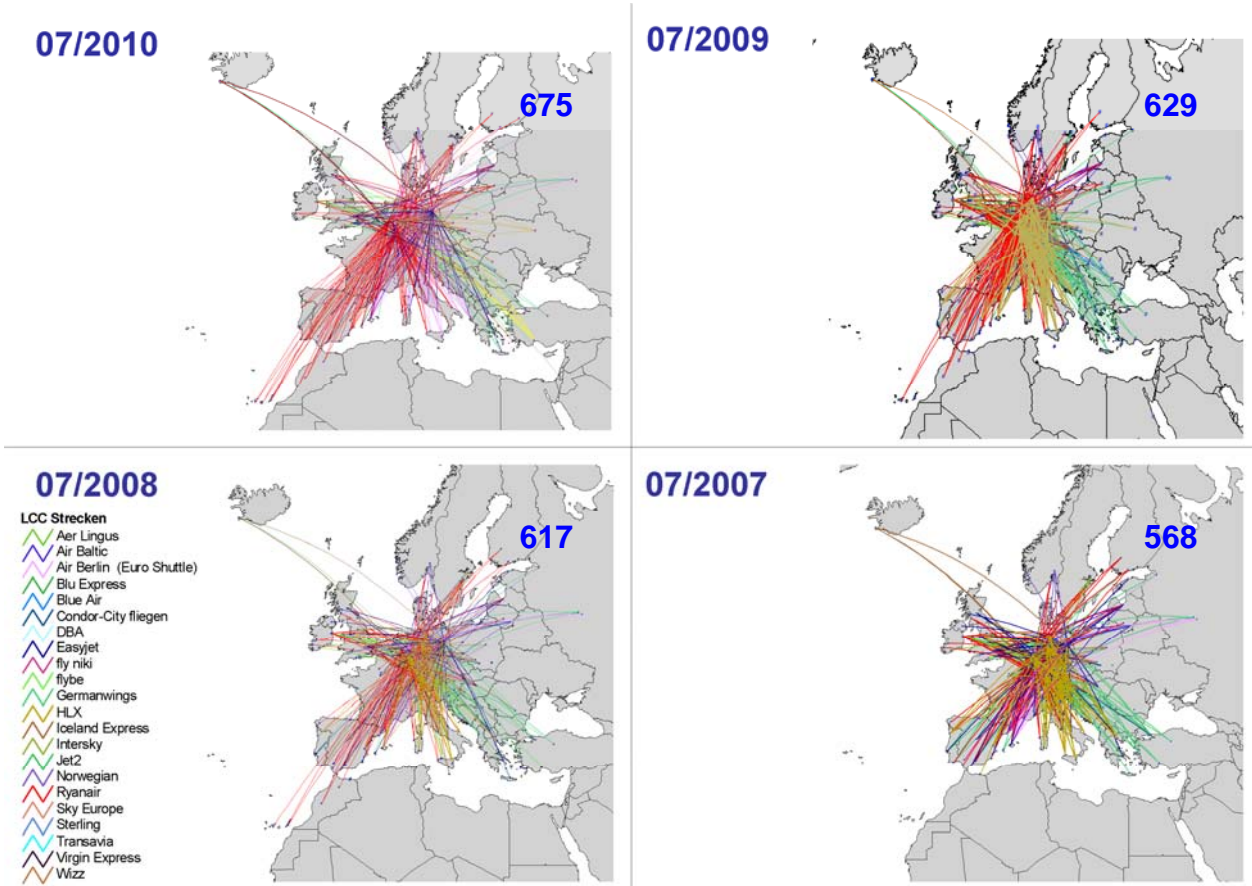 07/2010
675
07/2009
629
07/2008
617
LCC Strecken
Aer Lingus
Air Baltic
Air Berlin (Euro Shuttle)
Blu Express
Blue Air
Condor-City fliegen
DBA
Easyjet
fly niki
flybe
Germanwings
HLX
Iceland Express
Intersky
Jet2
Norwegian
Ryanair
Sky Europe
Sterling
Transavia
Virgin Express
Wizz
07/2007
568